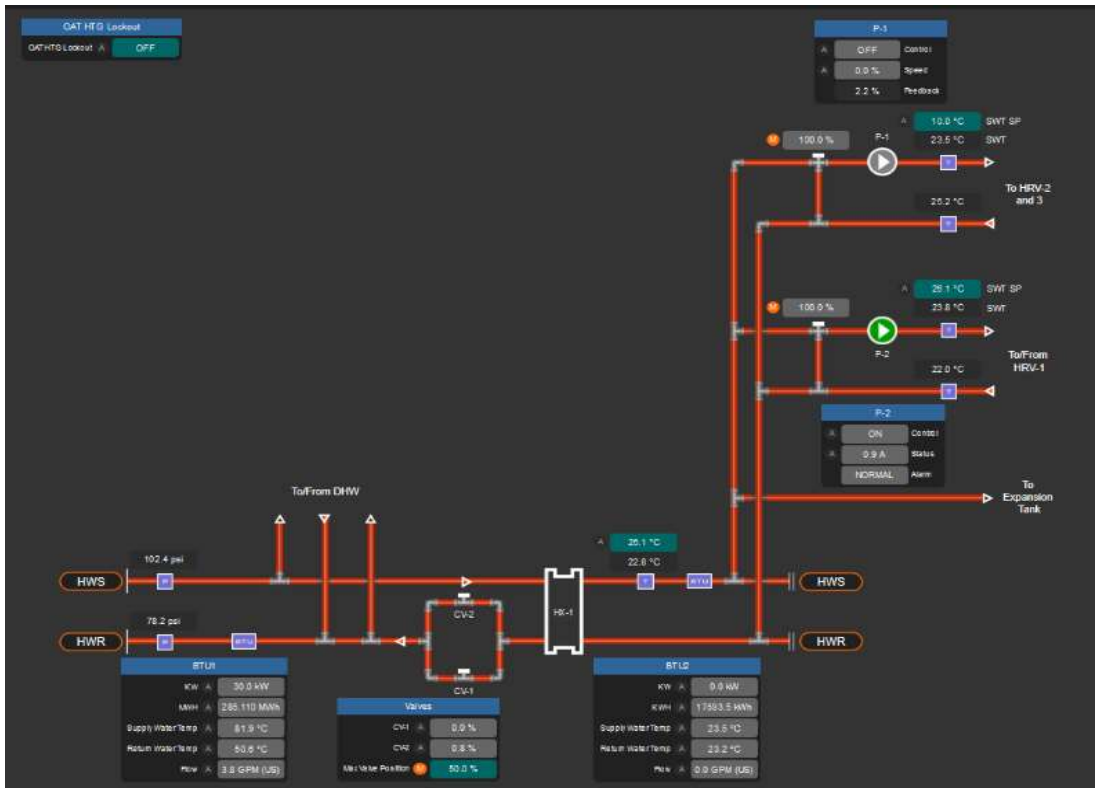 OAT HTG Lockout
OAT HTG Lockout A OFF
P-1
A OFF Control
A 0.0 % Speed
2.2 % Feedback
A 10.0 °C SWT SP
M 100.0 % P-1 23.5 °C SWT
T
To HRV-2
and 3
25.2 °C
T
A 26.1 °C SWT SP
M 100.0 % 23.8 °C SWT
T
P-2
To/From
HRV-1
22.0 °C
T
P-2
A ON Control
A 0.9 A Status
NORMAL Alarm
To
Expansion
Tank
To/From DHW
A 26.1 °C
22.8 °C
102.4 psi
HWS P T BTU HWS
HX-1
CV-2
78.2 psi
HWR P BTU HWR
CV-1
BTU1
KW A 30.0 kW
MWH A 285.110 MWh
Supply Water Temp A 81.9 °C
Return Water Temp A
Flow A 3.8 GPM (US)
Valves
CV-1 A 0.0 %
CV-2 A 0.8 %
Max Valve Position M 50.0 %
BTU2
KW A 0.0 kW
KWH A 17593.5 kWh
Supply Water Temp A 23.5 °C
Return Water Temp A 23.2 °C
Flow A 0.0 GPM (US)